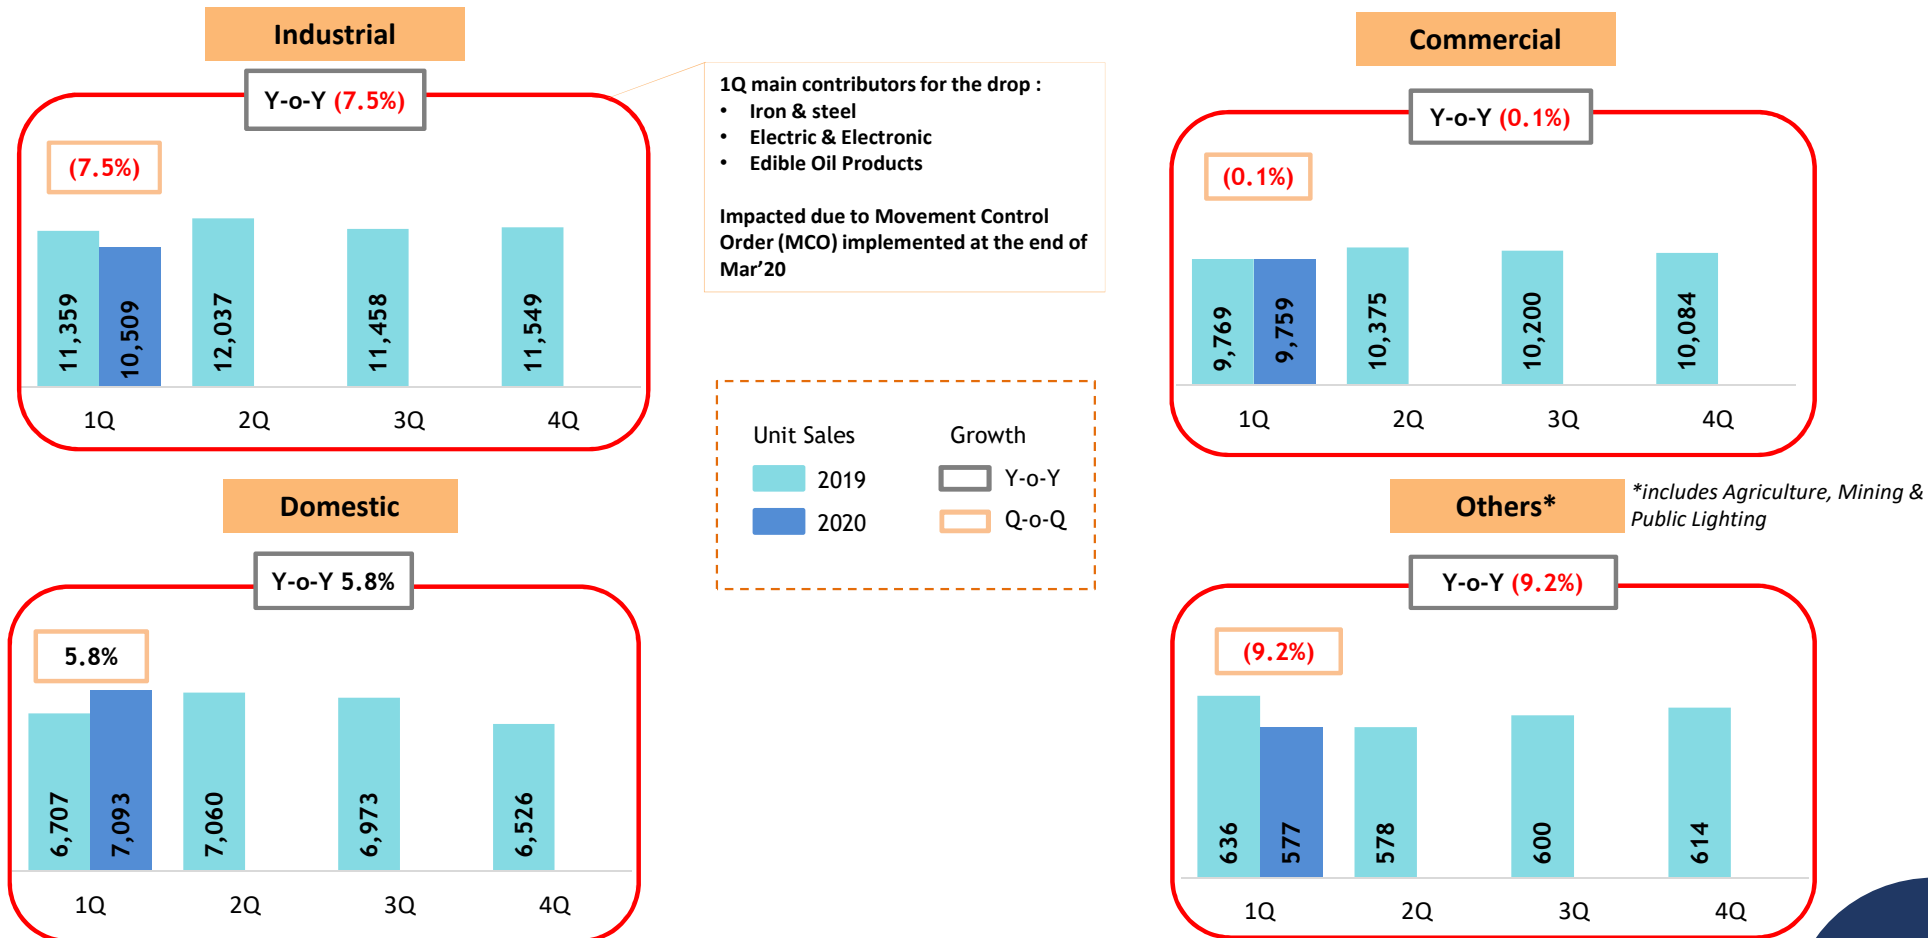 Industrial
Y-o-Y (7.5%)
(7.5%)
11,359
10,509
12,037
11,458
11,549
1Q
2Q
3Q
4Q
1Q main contributors for the drop :
• Iron & steel
• Electric & Electronic
• Edible Oil Products
Impacted due to Movement Control
Order (MCO) implemented at the end of
Mar'20
Commercial
Y-o-Y (0.1%)
(0.1%)
9,769
9,759
10,375
10,200
10,084
1Q
2Q
3Q
4Q
Unit Sales
Growth
2019
Y-o-Y
2020
Q-o-Q
Domestic
Y-o-Y 5.8%
5.8%
6,707
7,093
7,060
6,973
6,526
1Q
2Q
3Q
4Q
Others*
*includes Agriculture, Mining &
Public Lighting
Y-o-Y (9.2%)
(9.2%)
636
577
578
600
614
1Q
2Q
3Q
4Q